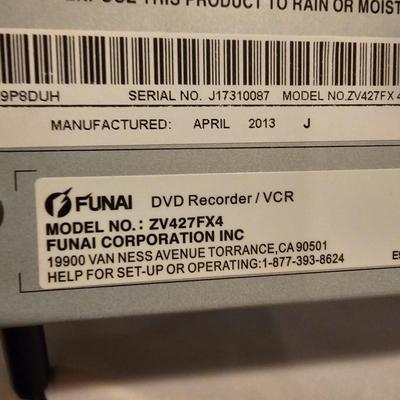 USE THIS PRODUCT TO RAIN OR MOIST
9P8DUH SERIAL NO. J17310087 MODEL NO.ZV427FX 4
MANUFACTURED: APRIL 2013 J
FUNAI DVD Recorder / VCR
MODEL NO.: ZV427FX4
FUNAI CORPORATION INC
19900 VAN NESS AVENUE TORRANCE,CA 90501
HELP FOR SET-UP OR OPERATING:1-877-393-8624